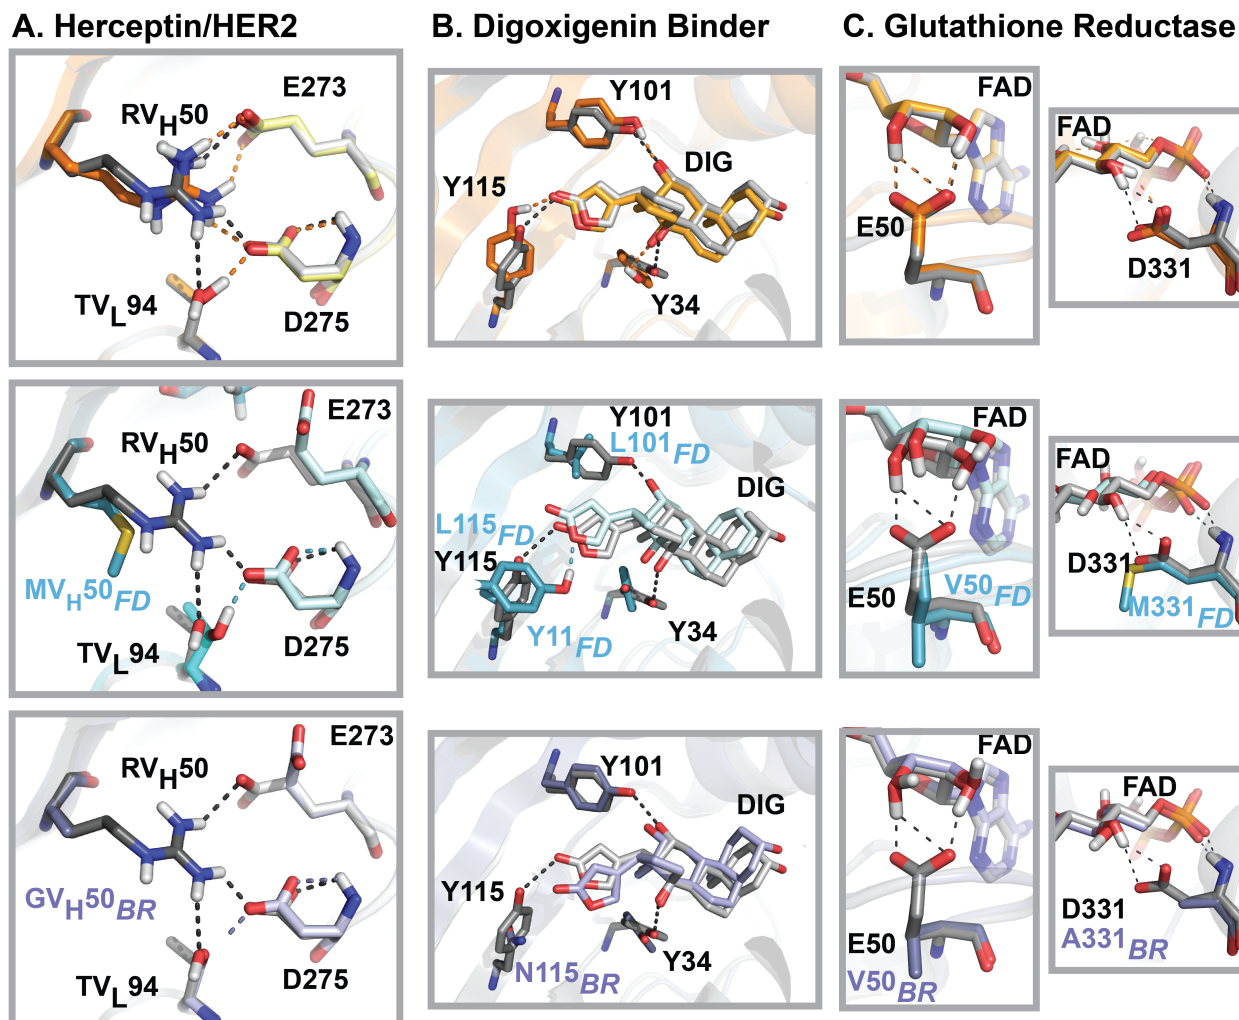 A. Herceptin/HER2
B. Digoxigenin Binder
C. Glutathione Reductase
E273
RVH50
TVL94
D275
Y101
DIG
Y115
Y34
FAD
E50
FAD
D331
E273
RVH50
MVH50FD
TVL94
D275
Y101
L101FD
DIG
L115FD
Y115
Y11FD
Y34
FAD
V50FD
E50
FAD
D331
M331FD
E273
RVH50
GVH50BR
TVL94
D275
Y101
DIG
Y115
N115BR
Y34
FAD
E50
V50BR
FAD
D331
A331BR